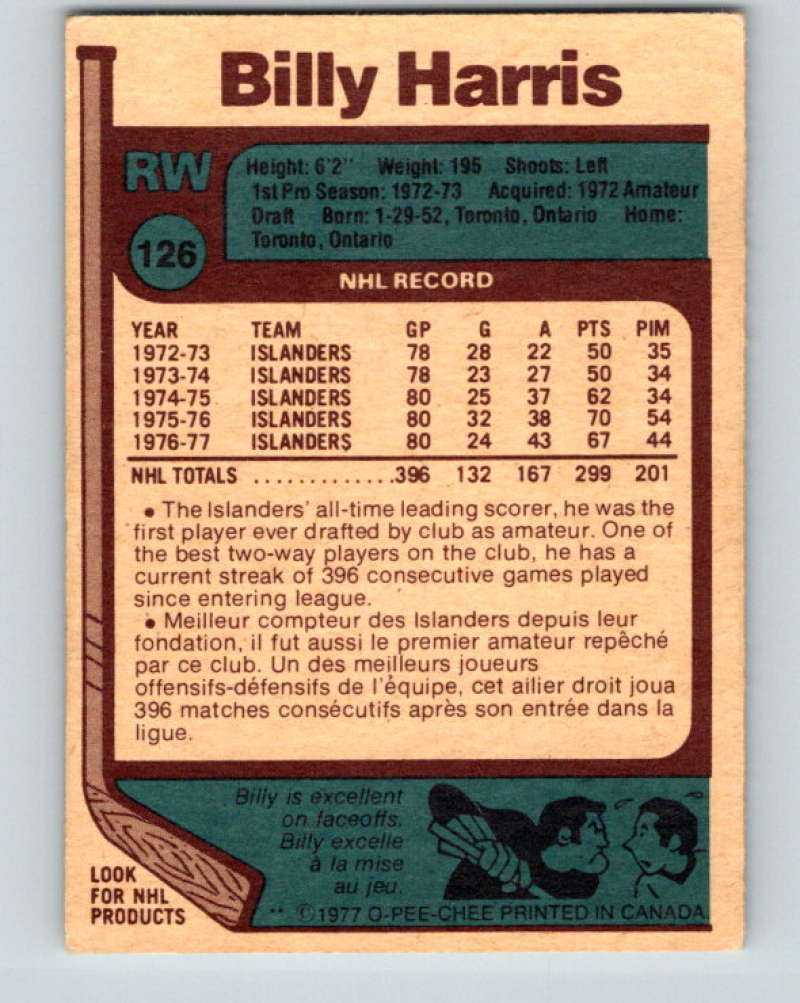 Billy Harris
RW
Height: 6'2" Weight: 195 Shoots: Left
1st Pro Season: 1972-73 Acquired: 1972 Amateur
Draft Born: 1-29-52, Toronto, Ontario Home:
Toronto, Ontario
126
NHL RECORD
YEAR TEAM GP G A PTS PIM
1972-73 ISLANDERS 78 28 22 50 35
1973-74 ISLANDERS 78 23 27 50 34
1974-75 ISLANDERS 80 25 37 62 34
1975-76 ISLANDERS 80 32 38 70 54
1976-77 ISLANDERS 80 24 43 67 44
NHL TOTALS .............396 132 167 299 201
• The Islanders' all-time leading scorer, he was the
first player ever drafted by club as amateur. One of
the best two-way players on the club, he has a
current streak of 396 consecutive games played
since entering league.
• Meilleur compteur des Islanders depuis leur
fondation, il fut aussi le premier amateur repêché
par ce club. Un des meilleurs joueurs
offensifs-défensifs de l'équipe, cet ailier droit joua
396 matches consécutifs après son entrée dans la
ligue.
Billy is excellent
on faceoffs.
Billy excelle
à la mise
au jeu.
LOOK
FOR NHL
PRODUCTS
** ©1977 O-PEE-CHEE PRINTED IN CANADA